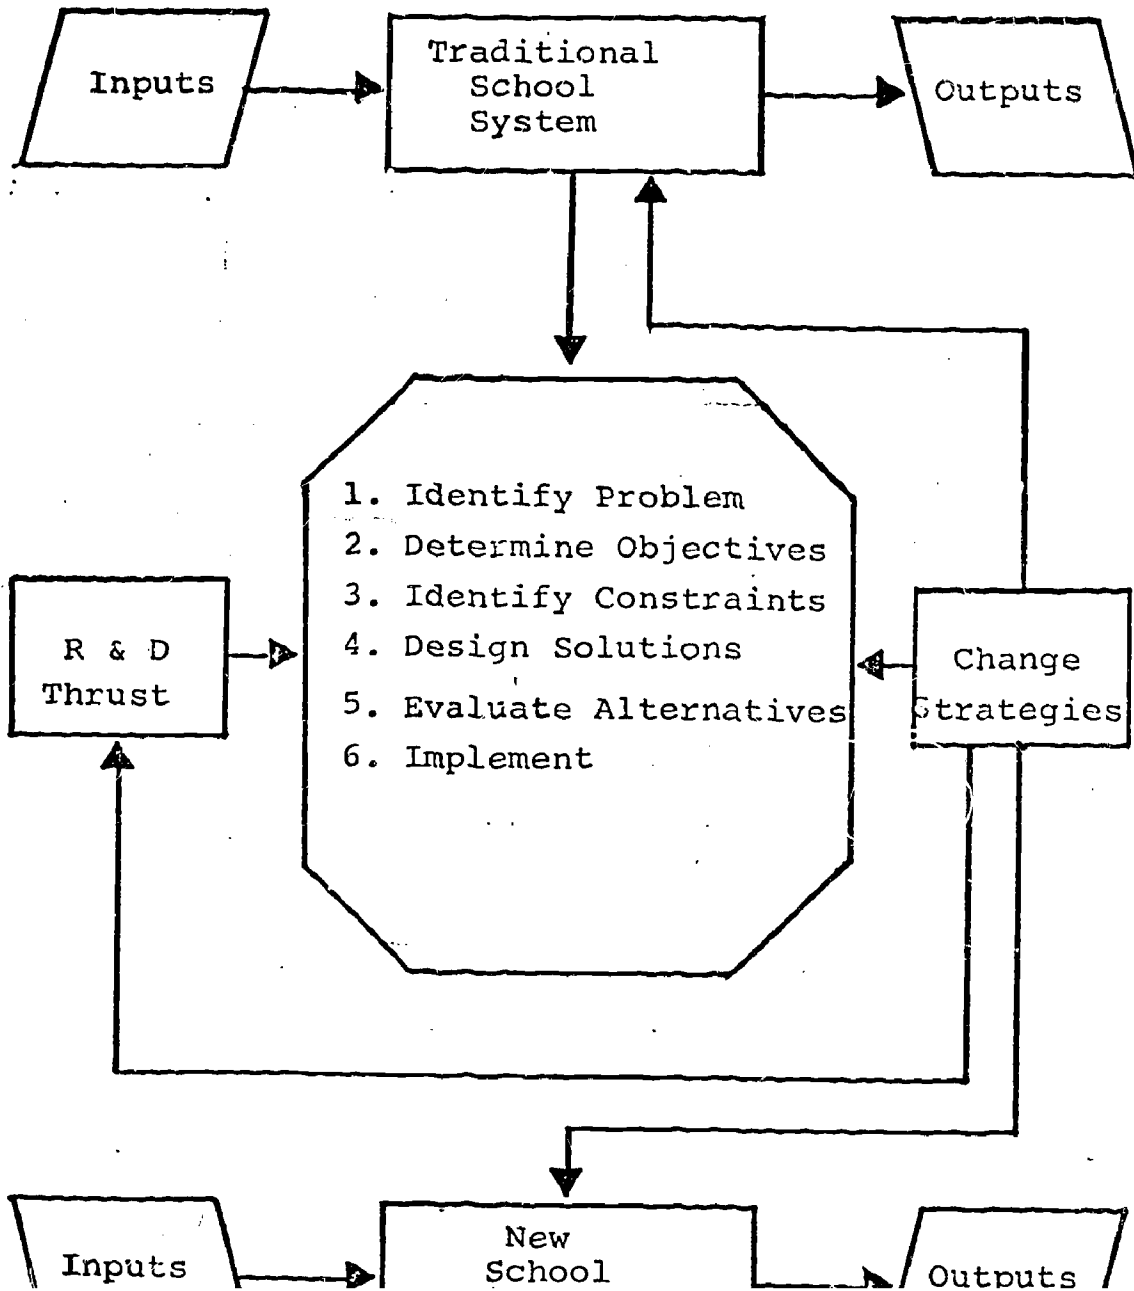 Inputs
Traditional
School
System
Outputs
1. Identify Problem
2. Determine Objectives
3. Identify Constraints
4. Design Solutions
5. Evaluate Alternatives
6. Implement
R & D
Thrust
Change
Strategies
Inputs
New
School
Outputs